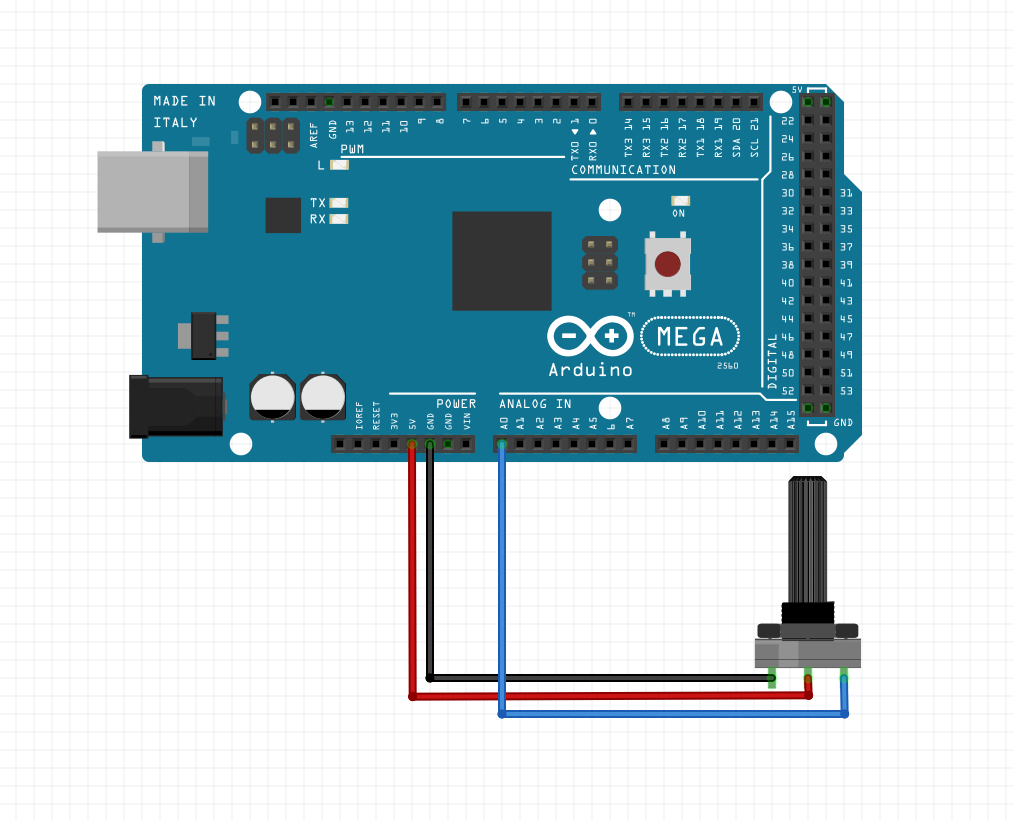 MADE IN
ITALY
AREF
GND
13
12
11
10
9
8
7
6
5
4
3
2
TX0 ◄ 1
RX0 ► 0
TX3 14
RX3 15
TX2 16
RX2 17
TX1 18
RX1 19
SDA 20
SCL 21
5V
PWM
COMMUNICATION
L
TX
RX
ON
22
24
26
28
30 31
32 33
34 35
36 37
38 39
40 41
42 43
44 45
46 47
48 49
50 51
52 53
GND
DIGITAL
TM
MEGA
2560
Arduino
POWER
ANALOG IN
IOREF
RESET
3V3
5V
GND
GND
VIN
A0
A1
A2
A3
A4
A5
6
A7
A8
A9
A10
A11
A12
A13
A14
A15